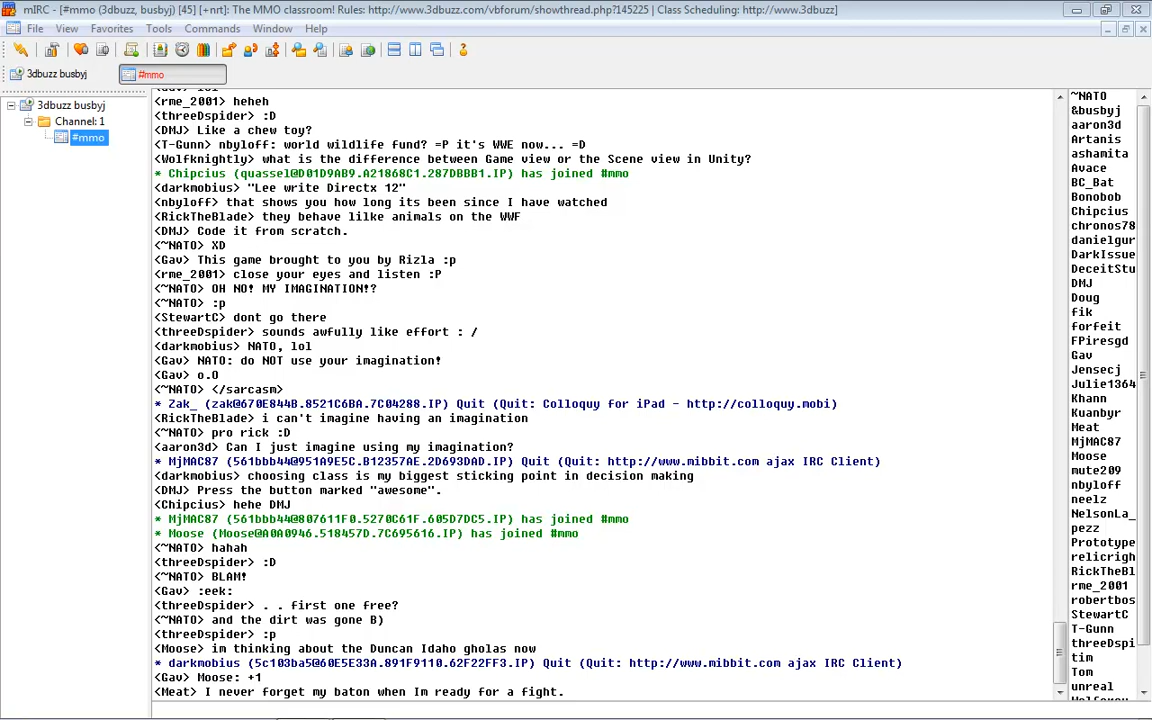 mIRC - [#mmo (3dbuzz, busbyj) [45] [+nrt]: The MMO classroom! Rules: http://www.3dbuzz.com/vbforum/showthread.php?145225 | Class Scheduling: http://www.3dbuzz]
File View Favorites Tools Commands Window Help
3dbuzz busbyj #mmo
3dbuzz busbyj
Channel: 1
#mmo
<rme_2001> heheh
<threeDspider> :D
<DMJ> Like a chew toy?
<T-Gunn> nbyloff: world wildlife fund? =P it's WWE now... =D
<Wolfknightly> what is the difference between Game view or the Scene view in Unity?
* Chipcius (quassel@D01D9AB9.A21868C1.287DBBB1.IP) has joined #mmo
<darkmobius> "Lee write Directx 12"
<nbyloff> that shows you how long its been since I have watched
<RickTheBlade> they behave lilke animals on the WWF
<DMJ> Code it from scratch.
<~NATO> XD
<Gav> This game brought to you by Rizla :p
<rme_2001> close your eyes and listen :P
<~NATO> OH NO! MY IMAGINATION!?
<~NATO> :p
<StewartC> dont go there
<threeDspider> sounds awfully like effort : /
<darkmobius> NATO, lol
<Gav> NATO: do NOT use your imagination!
<Gav> o.O
<~NATO> </sarcasm>
* Zak_ (zak@670E844B.8521C6BA.7C04288.IP) Quit (Quit: Colloquy for iPad - http://colloquy.mobi)
<RickTheBlade> i can't imagine having an imagination
<~NATO> pro rick :D
<aaron3d> Can I just imagine using my imagination?
* MjMAC87 (561bbb44@951A9E5C.B12357AE.2D693DAD.IP) Quit (Quit: http://www.mibbit.com ajax IRC Client)
<darkmobius> choosing class is my biggest sticking point in decision making
<DMJ> Press the button marked "awesome".
<Chipcius> hehe DMJ
* MjMAC87 (561bbb44@807611F0.5270C61F.605D7DC5.IP) has joined #mmo
* Moose (Moose@A0A0946.518457D.7C695616.IP) has joined #mmo
<~NATO> hahah
<threeDspider> :D
<~NATO> BLAM!
<Gav> :eek:
<threeDspider> . . first one free?
<~NATO> and the dirt was gone B)
<threeDspider> :p
<Moose> im thinking about the Duncan Idaho gholas now
* darkmobius (5c103ba5@60E5E33A.891F9110.62F22FF3.IP) Quit (Quit: http://www.mibbit.com ajax IRC Client)
<Gav> Moose: +1
<Meat> I never forget my baton when Im ready for a fight.
~NATO
&busbyj
aaron3d
Artanis
ashamita
Avace
BC_Bat
Bonobob
Chipcius
chronos78
danielgur
DarkIssue
DeceitStu
DMJ
Doug
fik
forfeit
FPiresgd
Gav
Jensecj
Julie1364
Khann
Kuanbyr
Meat
MjMAC87
Moose
mute209
nbyloff
neelz
NelsonLa_
pezz
Prototype
relicrigh
RickTheBl
rme_2001
robertbos
StewartC
T-Gunn
threeDspi
tim
Tom
unreal